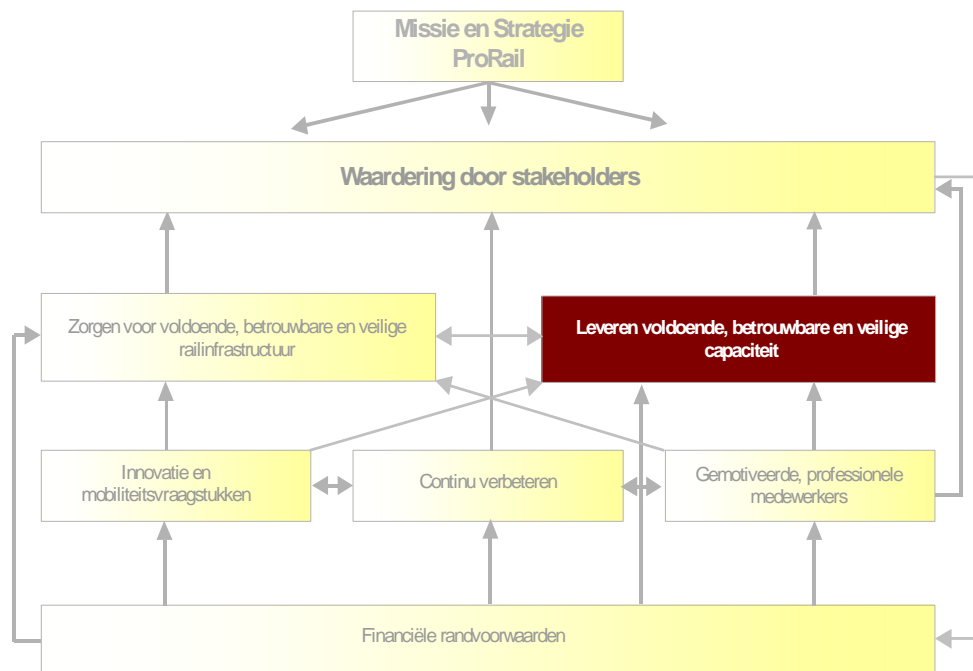 Missie en Strategie
ProRail
Waardering door stakeholders
Zorgen voor voldoende, betrouwbare en veilige
railinfrastructuur
Leveren voldoende, betrouwbare en veilige
capaciteit
Innovatie en
mobiliteitsvraagstukken
Continu verbeteren
Gemotiveerde, professionele
medewerkers
Financiële randvoorwaarden